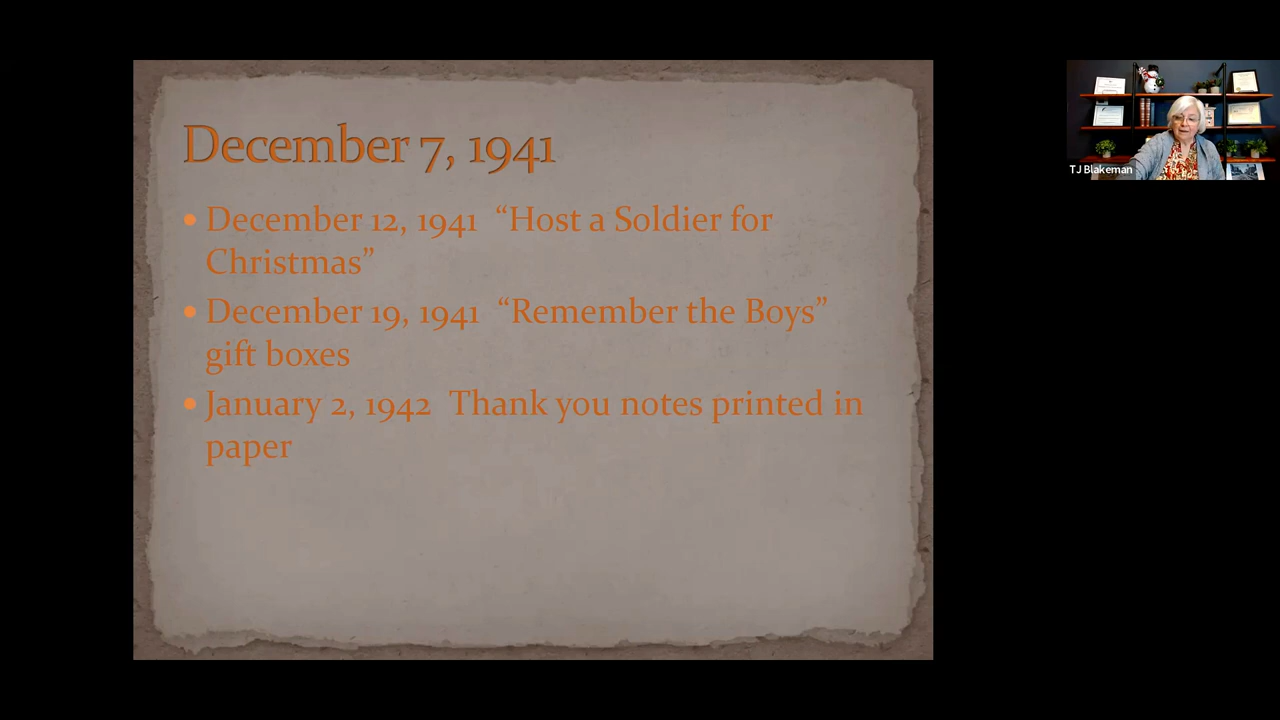 December 7, 1941
• December 12, 1941 “Host a Soldier for
Christmas”
• December 19, 1941 “Remember the Boys”
gift boxes
• January 2, 1942 Thank you notes printed in
paper
TJ Blakeman